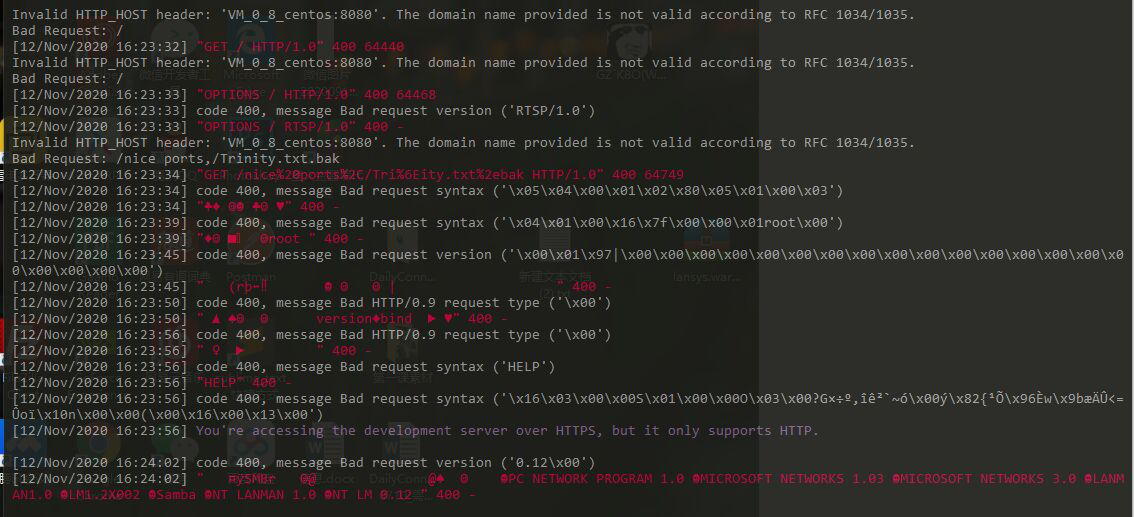 Invalid HTTP_HOST header: 'VM_0_8_centos:8080'. The domain name provided is not valid according to RFC 1034/1035.
Bad Request: /
[12/Nov/2020 16:23:32] "GET / HTTP/1.0" 400 64440
Invalid HTTP_HOST header: 'VM_0_8_centos:8080'. The domain name provided is not valid according to RFC 1034/1035.
Bad Request: /
[12/Nov/2020 16:23:33] "OPTIONS / HTTP/1.0" 400 64468
[12/Nov/2020 16:23:33] code 400, message Bad request version ('RTSP/1.0')
[12/Nov/2020 16:23:33] "OPTIONS / RTSP/1.0" 400 -
Invalid HTTP_HOST header: 'VM_0_8_centos:8080'. The domain name provided is not valid according to RFC 1034/1035.
Bad Request: /nice ports,/Trinity.txt.bak
[12/Nov/2020 16:23:34] "GET /nice%20ports%2C/Tri%6Eity.txt%2ebak HTTP/1.0" 400 64749
[12/Nov/2020 16:23:34] code 400, message Bad request syntax ('\x05\x04\x00\x01\x02\x80\x05\x01\x00\x03')
[12/Nov/2020 16:23:34] "♣♦ ☺☻ ♣☺ ♥" 400 -
[12/Nov/2020 16:23:39] code 400, message Bad request syntax ('\x04\x01\x00\x16\x7f\x00\x00\x01root\x00')
[12/Nov/2020 16:23:39] "♦☺ ■ ☺root " 400 -
[12/Nov/2020 16:23:45] code 400, message Bad request version ('\x00\x01\x97|\x00\x00\x00\x00\x00\x00\x00\x00\x00\x00\x00\x00\x00\x00\x00\x00\x00\x0
0\x00\x00\x00\x00')
[12/Nov/2020 16:23:45] " (rþ↔‼ ☻ ☺ ☺ | " 400 -
[12/Nov/2020 16:23:50] code 400, message Bad HTTP/0.9 request type ('\x00')
[12/Nov/2020 16:23:50] " ▲ ♠☺ ☺ version♦bind ► ♥" 400 -
[12/Nov/2020 16:23:56] code 400, message Bad HTTP/0.9 request type ('\x00')
[12/Nov/2020 16:23:56] " ♀ ► " 400 -
[12/Nov/2020 16:23:56] code 400, message Bad request syntax ('HELP')
[12/Nov/2020 16:23:56] "HELP" 400 -
[12/Nov/2020 16:23:56] code 400, message Bad request syntax ('\x16\x03\x00\x00S\x01\x00\x00O\x03\x00?G×÷º,îê²`~ó\x00ý\x82{¹Õ\x96Èw\x9bæÄÛ<=
Ûoï\x10n\x00\x00(\x00\x16\x00\x13\x00')
[12/Nov/2020 16:23:56] You're accessing the development server over HTTPS, but it only supports HTTP.
[12/Nov/2020 16:24:02] code 400, message Bad request version ('0.12\x00')
[12/Nov/2020 16:24:02] " ☻PC NETWORK PROGRAM 1.0 ☻MICROSOFT NETWORKS 1.03 ☻MICROSOFT NETWORKS 3.0 ☻LANM
AN1.0 ☻LM1.2X002 ☻Samba ☻NT LANMAN 1.0 ☻NT LM 0.12 " 400 -
Postman
DailyConn...
新建文本文档
lansys.war...